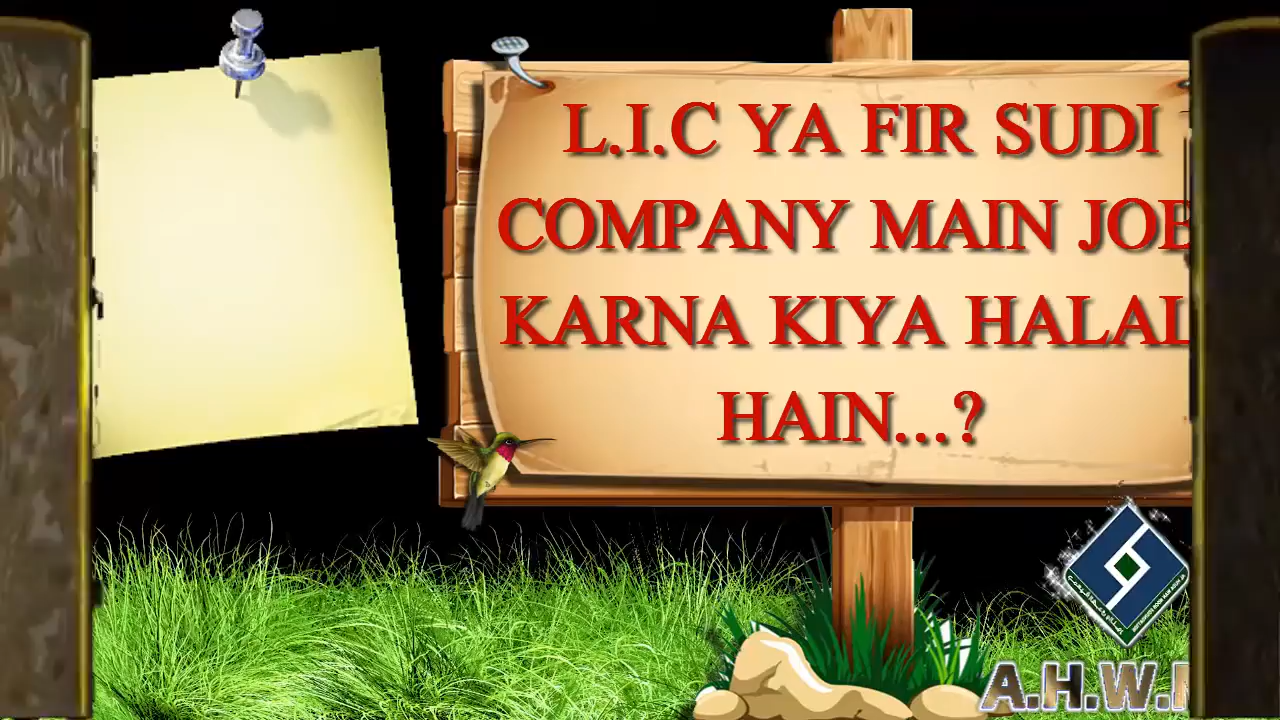 L.I.C YA FIR SUDI
COMPANY MAIN JOB
KARNA KIYA HALAL
HAIN...?
A.H.W.